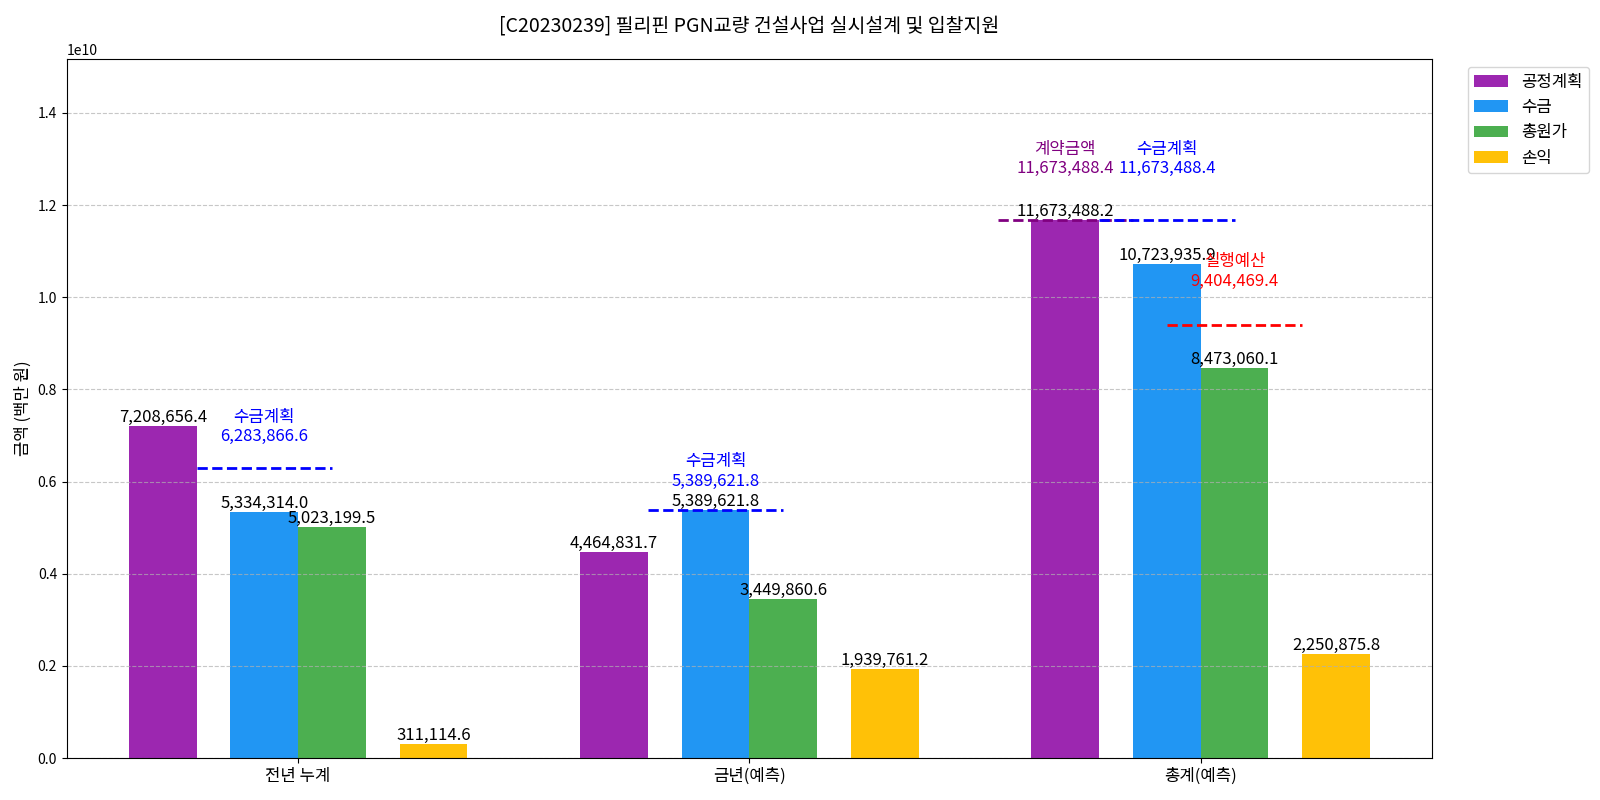 [C20230239] 필리핀 PGN교량 건설사업 실시설계 및 입찰지원
1e10
1.4
1.2
1.0
0.8
0.6
0.4
0.2
0.0
금액 (백만 원)
7,208,656.4
수금계획
6,283,866.6
5,334,314.0
5,023,199.5
311,114.6
수금계획
5,389,621.8
5,389,621.8
4,464,831.7
3,449,860.6
1,939,761.2
계약금액
11,673,488.4
수금계획
11,673,488.4
11,673,488.2
10,723,935.9
실행예산
9,404,469.4
8,473,060.1
2,250,875.8
전년 누계
금년(예측)
총계(예측)
공정계획
수금
총원가
손익